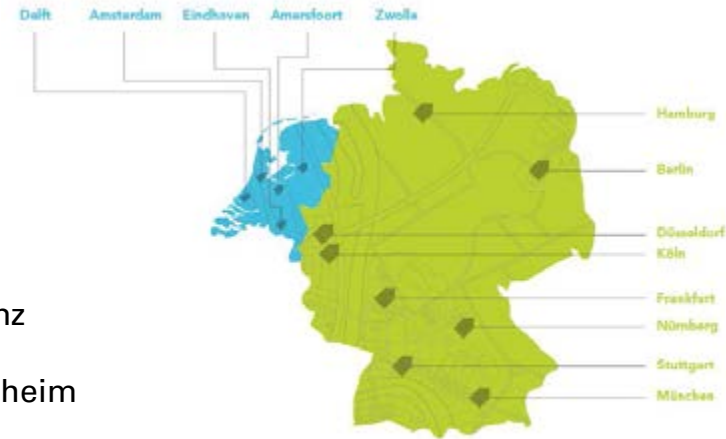 Delft Amsterdam Eindhoven Amersfoort Zwolle
Hamburg
Berlin
Düsseldorf
Köln
nz
Frankfurt
Nürnberg
Stuttgart
heim
München